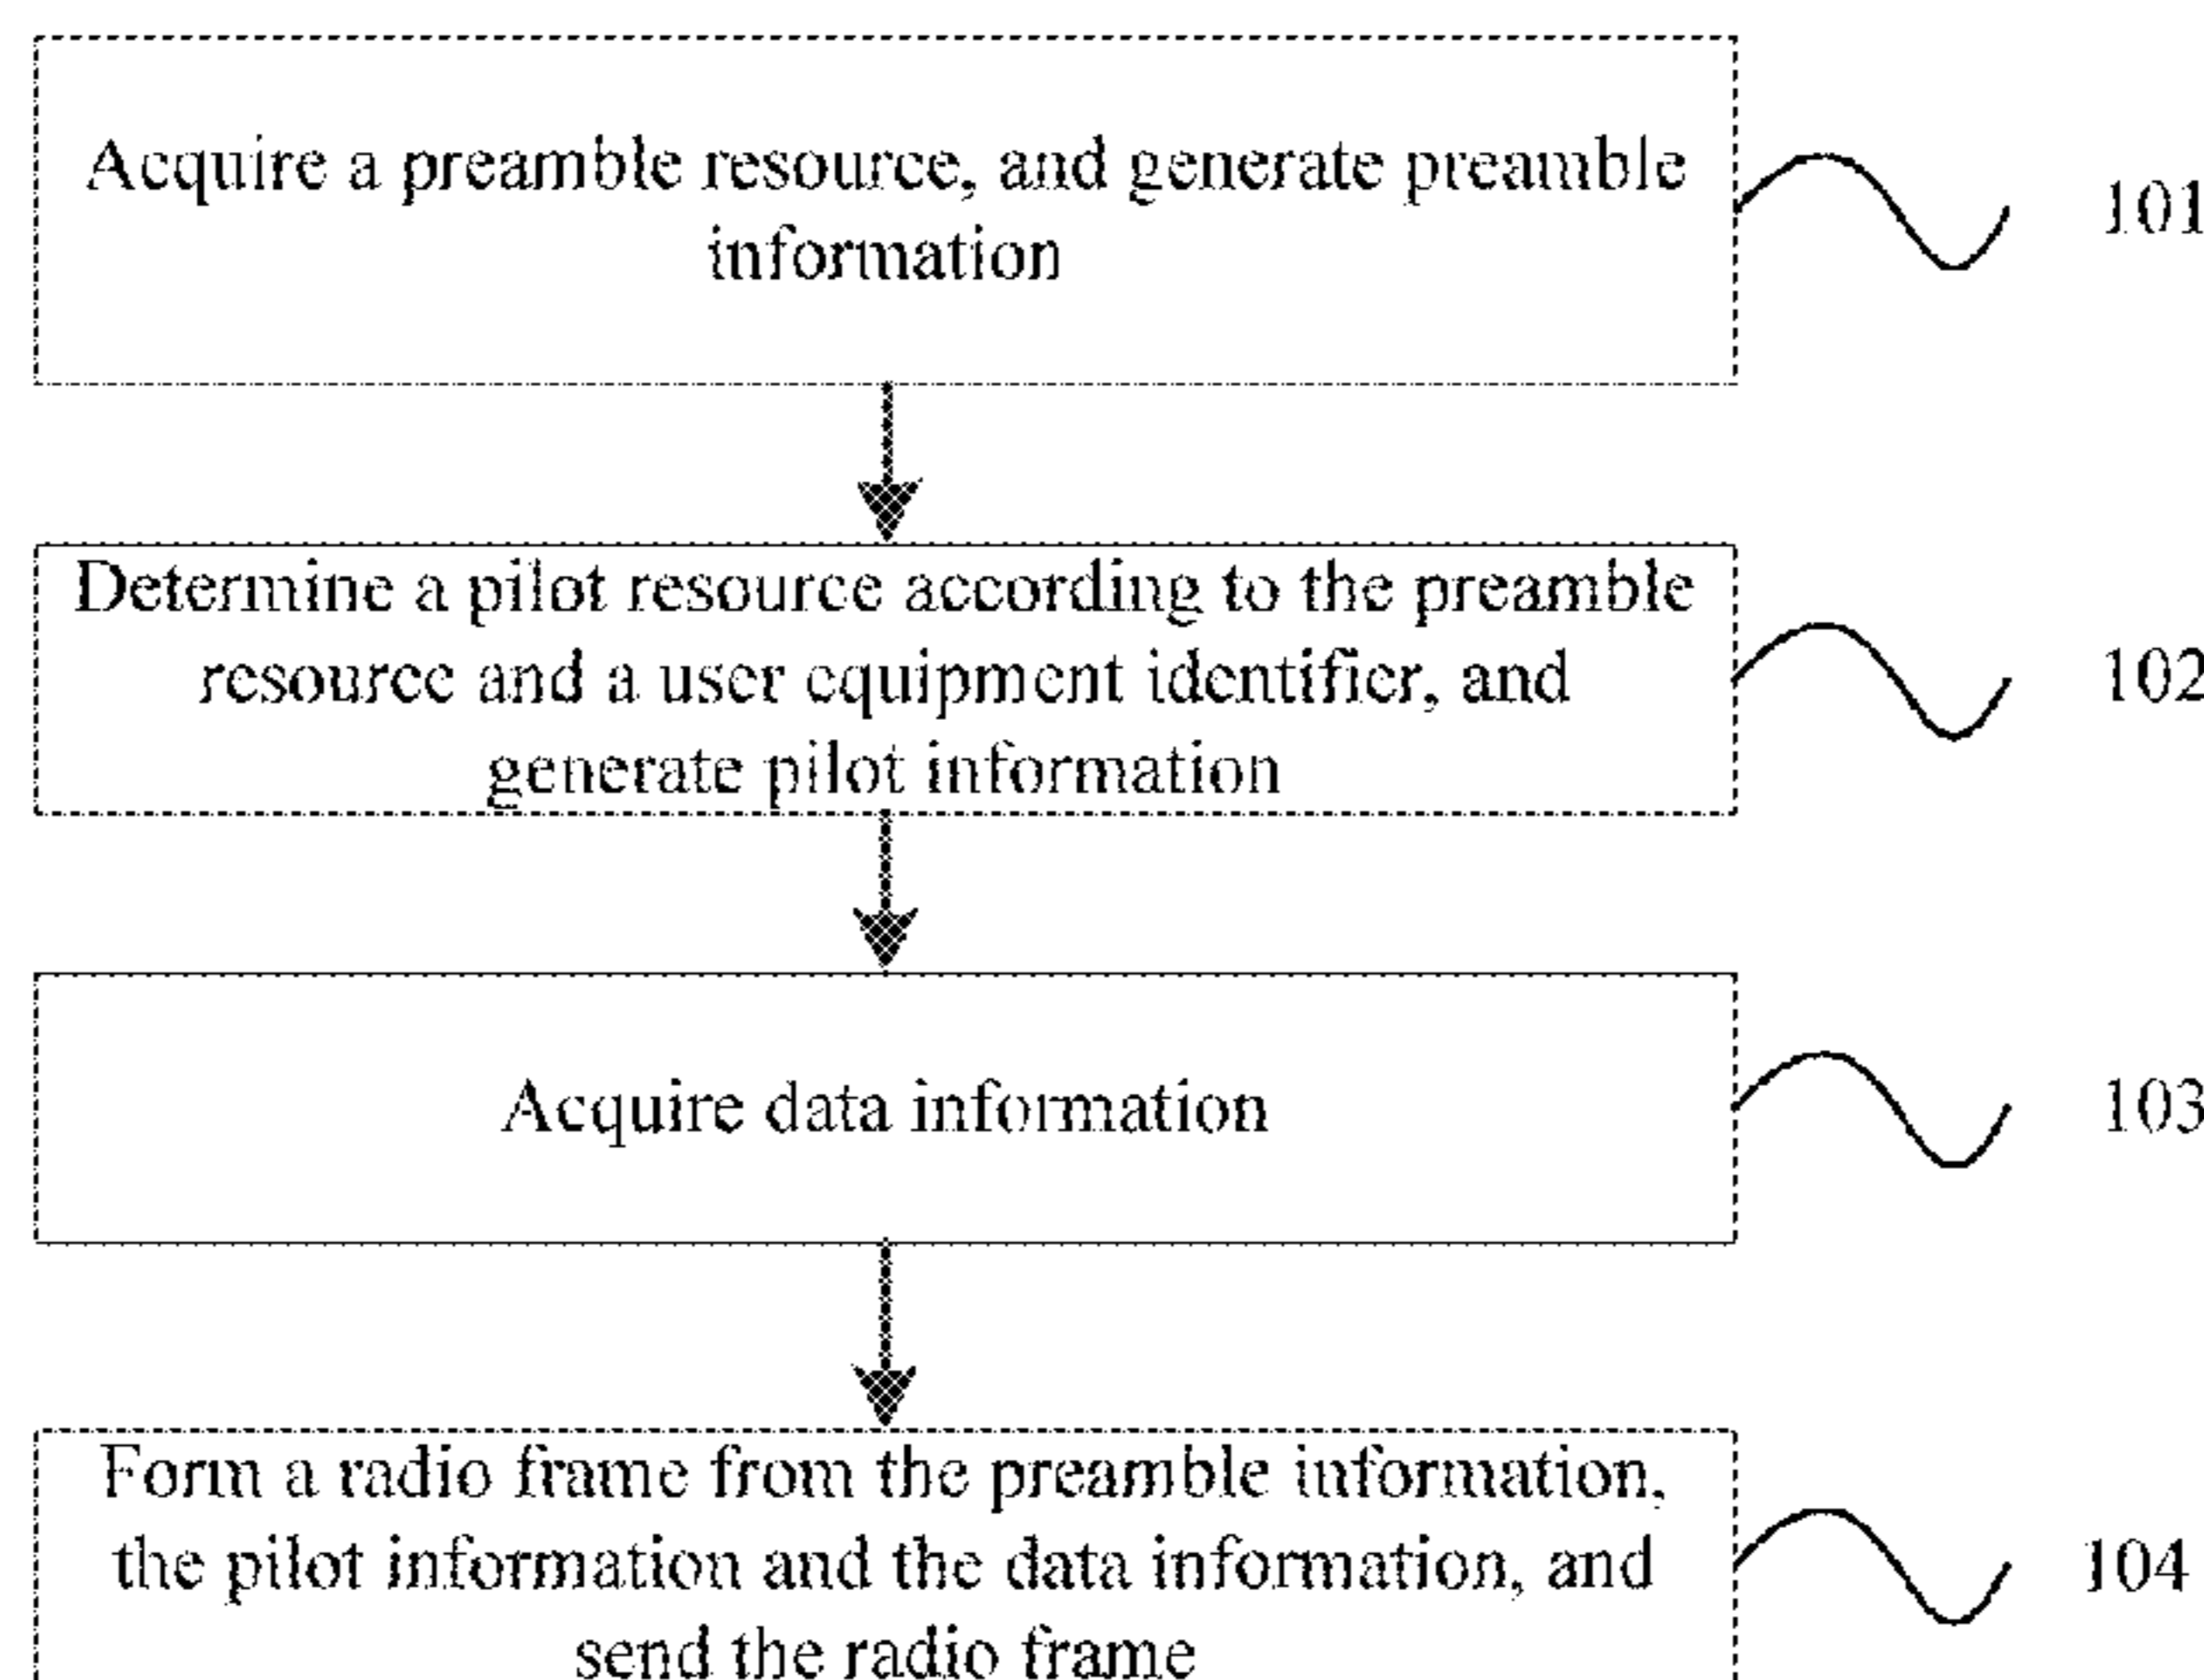 Acquire a preamble resource, and generate preamble
information
101
Determine a pilot resource according to the preamble
resource and a user equipment identifier, and
generate pilot information
102
Acquire data information
103
Form a radio frame from the preamble information,
the pilot information and the data information, and
send the radio frame
104